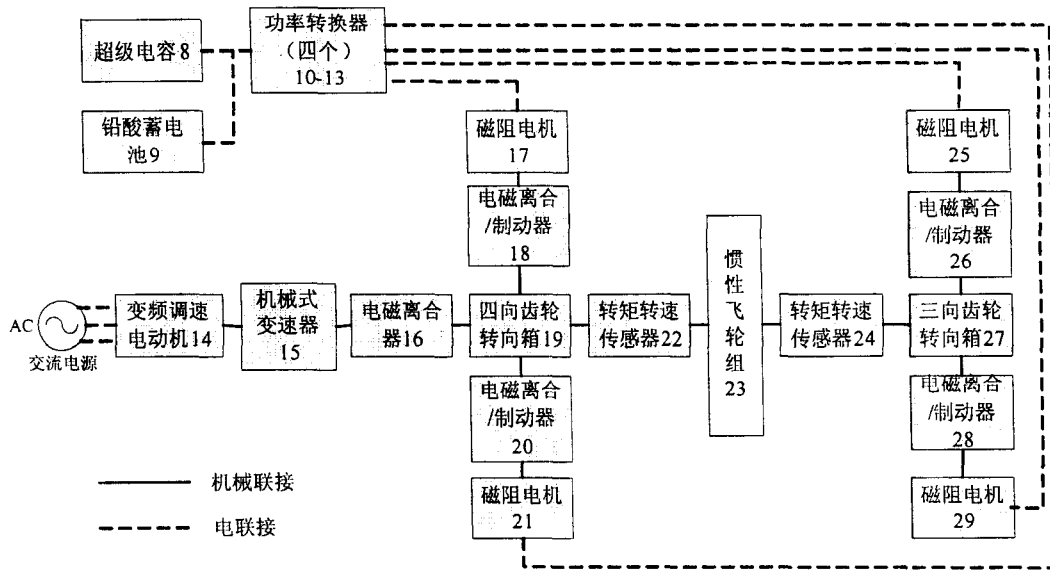 超级电容8
功率转换器
（四个）
10-13
铅酸蓄电
池9
磁阻电机
17
磁阻电机
25
电磁离合
/制动器
18
电磁离合
/制动器
26
AC
交流电源
变频调速
电动机14
机械式
变速器
15
电磁离合
器16
四向齿轮
转向箱19
转矩转速
传感器22
惯
性
飞
轮
组
23
转矩转速
传感器24
三向齿轮
转向箱27
电磁离合
/制动器
20
电磁离合
/制动器
28
磁阻电机
21
磁阻电机
29
机械联接
电联接